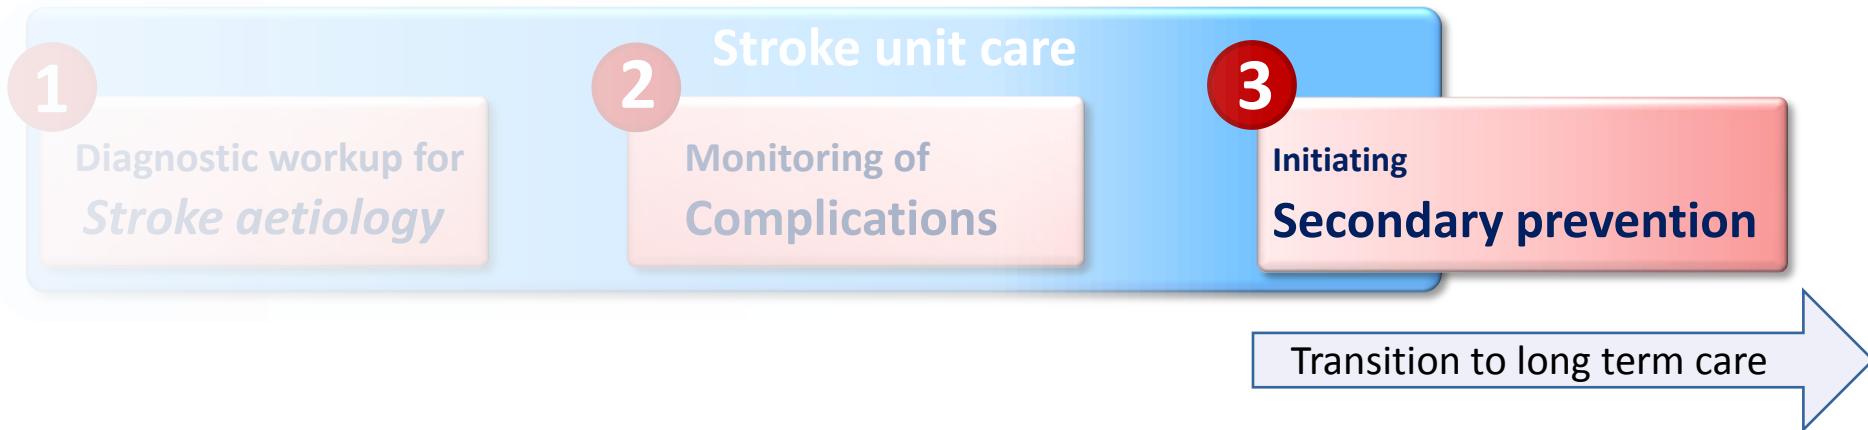 Stroke unit care
1
Diagnostic workup for
Stroke aetiology
2
Monitoring of
Complications
3
Initiating
Secondary prevention
Transition to long term care